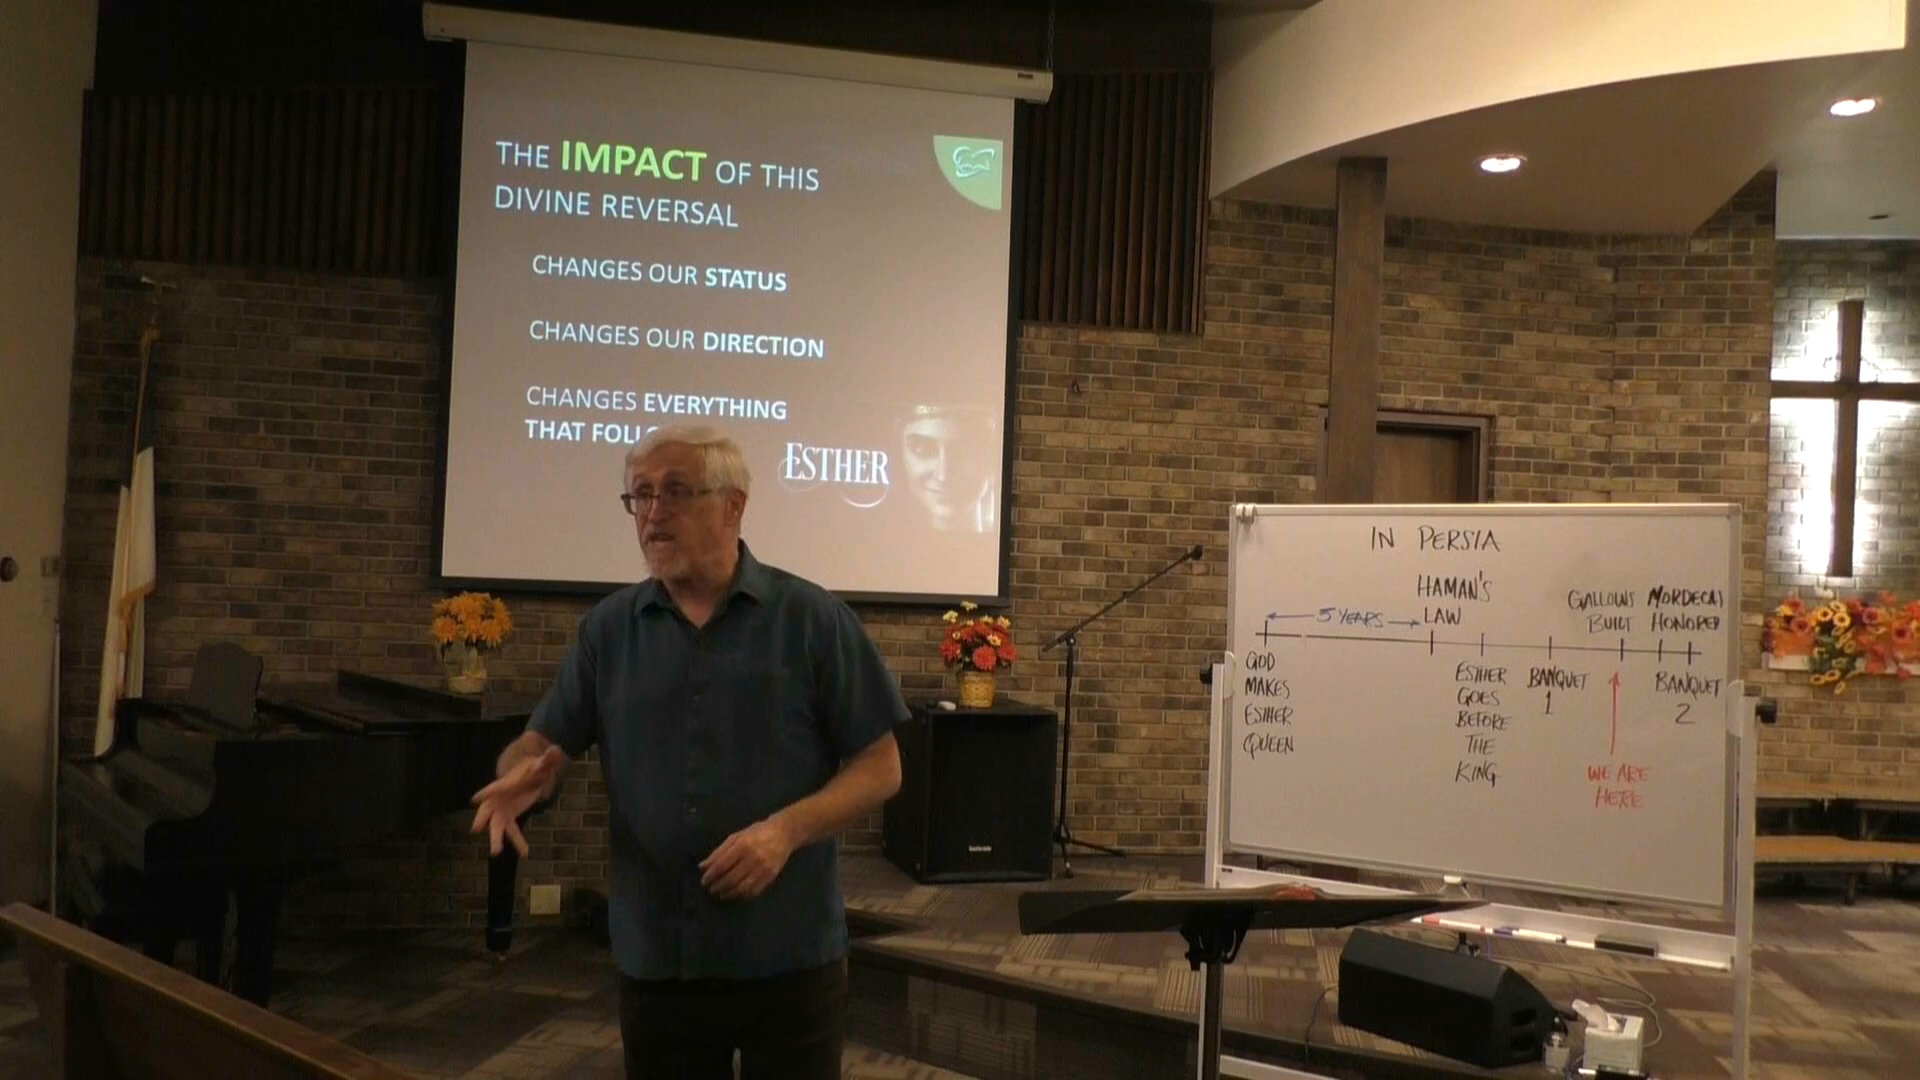 THE IMPACT OF THIS
DIVINE REVERSAL
CHANGES OUR STATUS
CHANGES OUR DIRECTION
CHANGES EVERYTHING
THAT
ESTHER
IN PERSIA
HAMAN'S
LAW
5 YEARS
GALLOWS
BUILT
MORDECAI
HONORED
GOD
MAKES
ESTHER
QUEEN
ESTHER
GOES
BEFORE
THE
KING
BANQUET
1
BANQUET
2
WE ARE
HERE